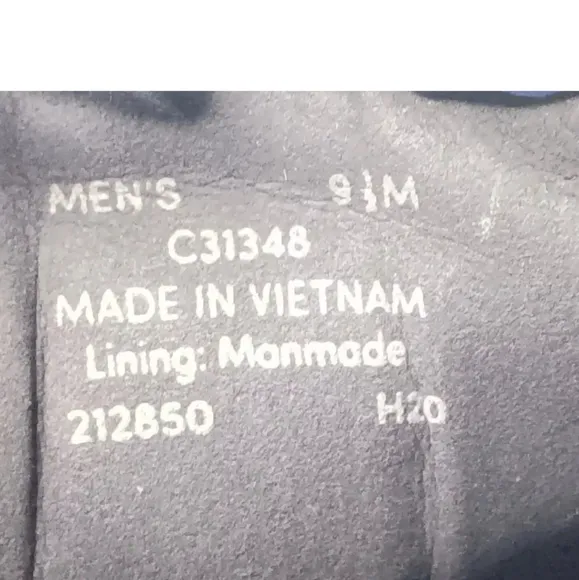 MEN'S 9½M
C31348
MADE IN VIETNAM
Lining: Manmade
212850 H20